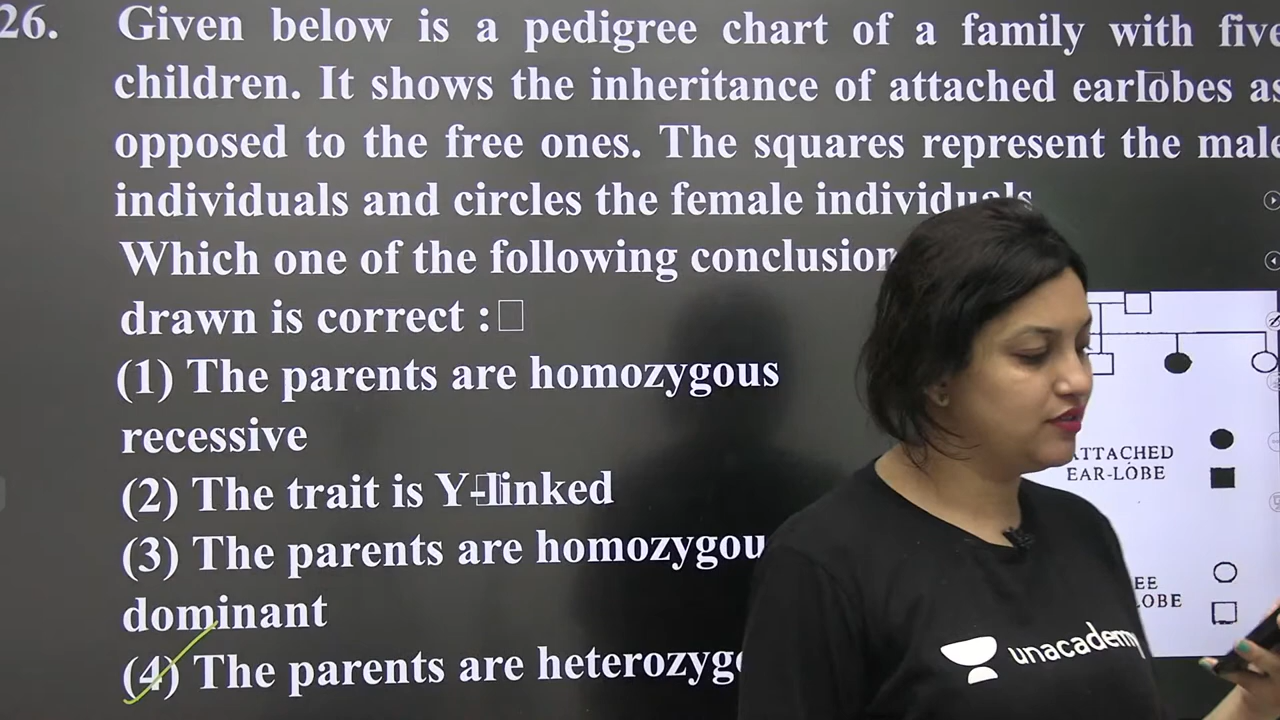 26. Given below is a pedigree chart of a family with five
children. It shows the inheritance of attached earlobes as
opposed to the free ones. The squares represent the male
individuals and circles the female individuals
Which one of the following conclusion
drawn is correct :
(1) The parents are homozygous
recessive
(2) The trait is Y-linked
(3) The parents are homozygou
dominant
(4) The parents are heterozyg
ATTACHED
EAR-LOBE
EE
LOBE
unacademy